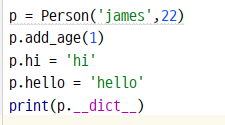 p = Person('james',22)
p.add_age(1)
p.hi = 'hi'
p.hello = 'hello'
print(p.__dict__)